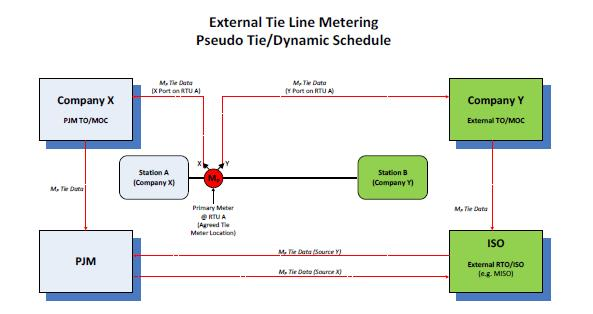 External Tie Line Metering
Pseudo Tie/Dynamic Schedule
Company X
PJM TO/MOC
MP Tie Data
(X Port on RTU A)
MP Tie Data
(Y Port on RTU A)
Company Y
External TO/MOC
Station A
(Company X)
X
Y
MP
Station B
(Company Y)
MP Tie Data
Primary Meter
@ RTU A
(Agreed Tie
Meter Location)
MP Tie Data
PJM
MP Tie Data (Source Y)
MP Tie Data (Source X)
ISO
External RTO/ISO
(e.g. MISO)